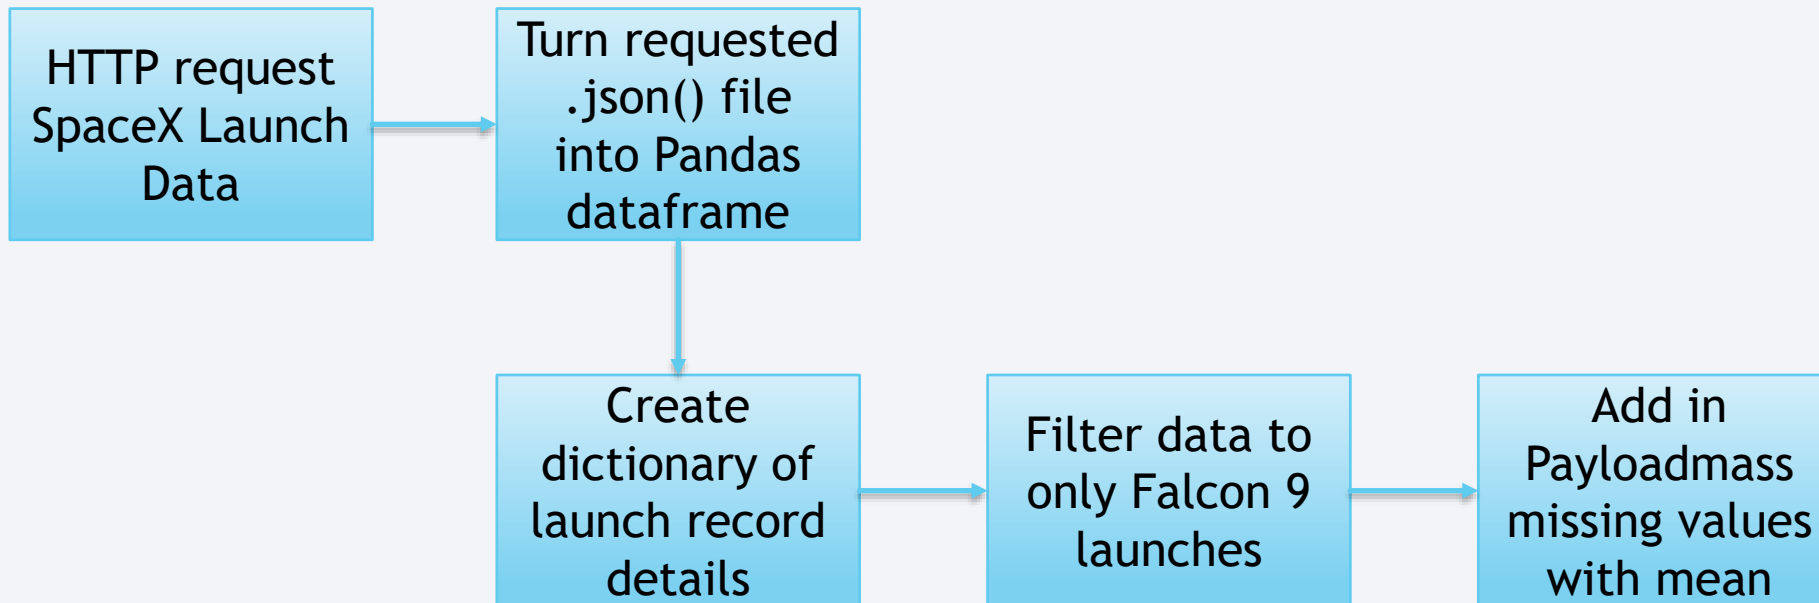 HTTP request
SpaceX Launch
Data
Turn requested
.json() file
into Pandas
dataframe
Create
dictionary of
launch record
details
Filter data to
only Falcon 9
launches
Add in
Payloadmass
missing values
with mean